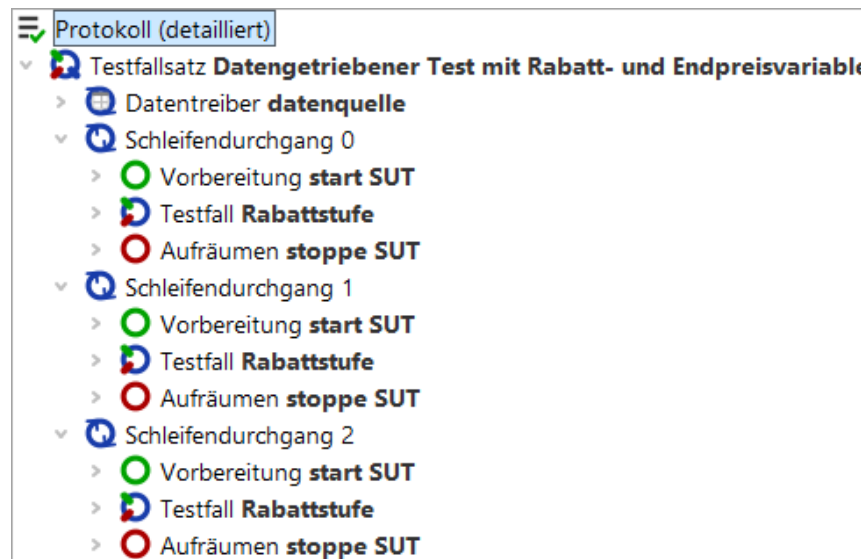 Protokoll (detailliert)
Testfallsatz Datengetriebener Test mit Rabatt- und Endpreisvariable
Datentreiber datenquelle
Schleifendurchgang 0
Vorbereitung start SUT
Testfall Rabattstufe
Aufräumen stoppe SUT
Schleifendurchgang 1
Vorbereitung start SUT
Testfall Rabattstufe
Aufräumen stoppe SUT
Schleifendurchgang 2
Vorbereitung start SUT
Testfall Rabattstufe
Aufräumen stoppe SUT